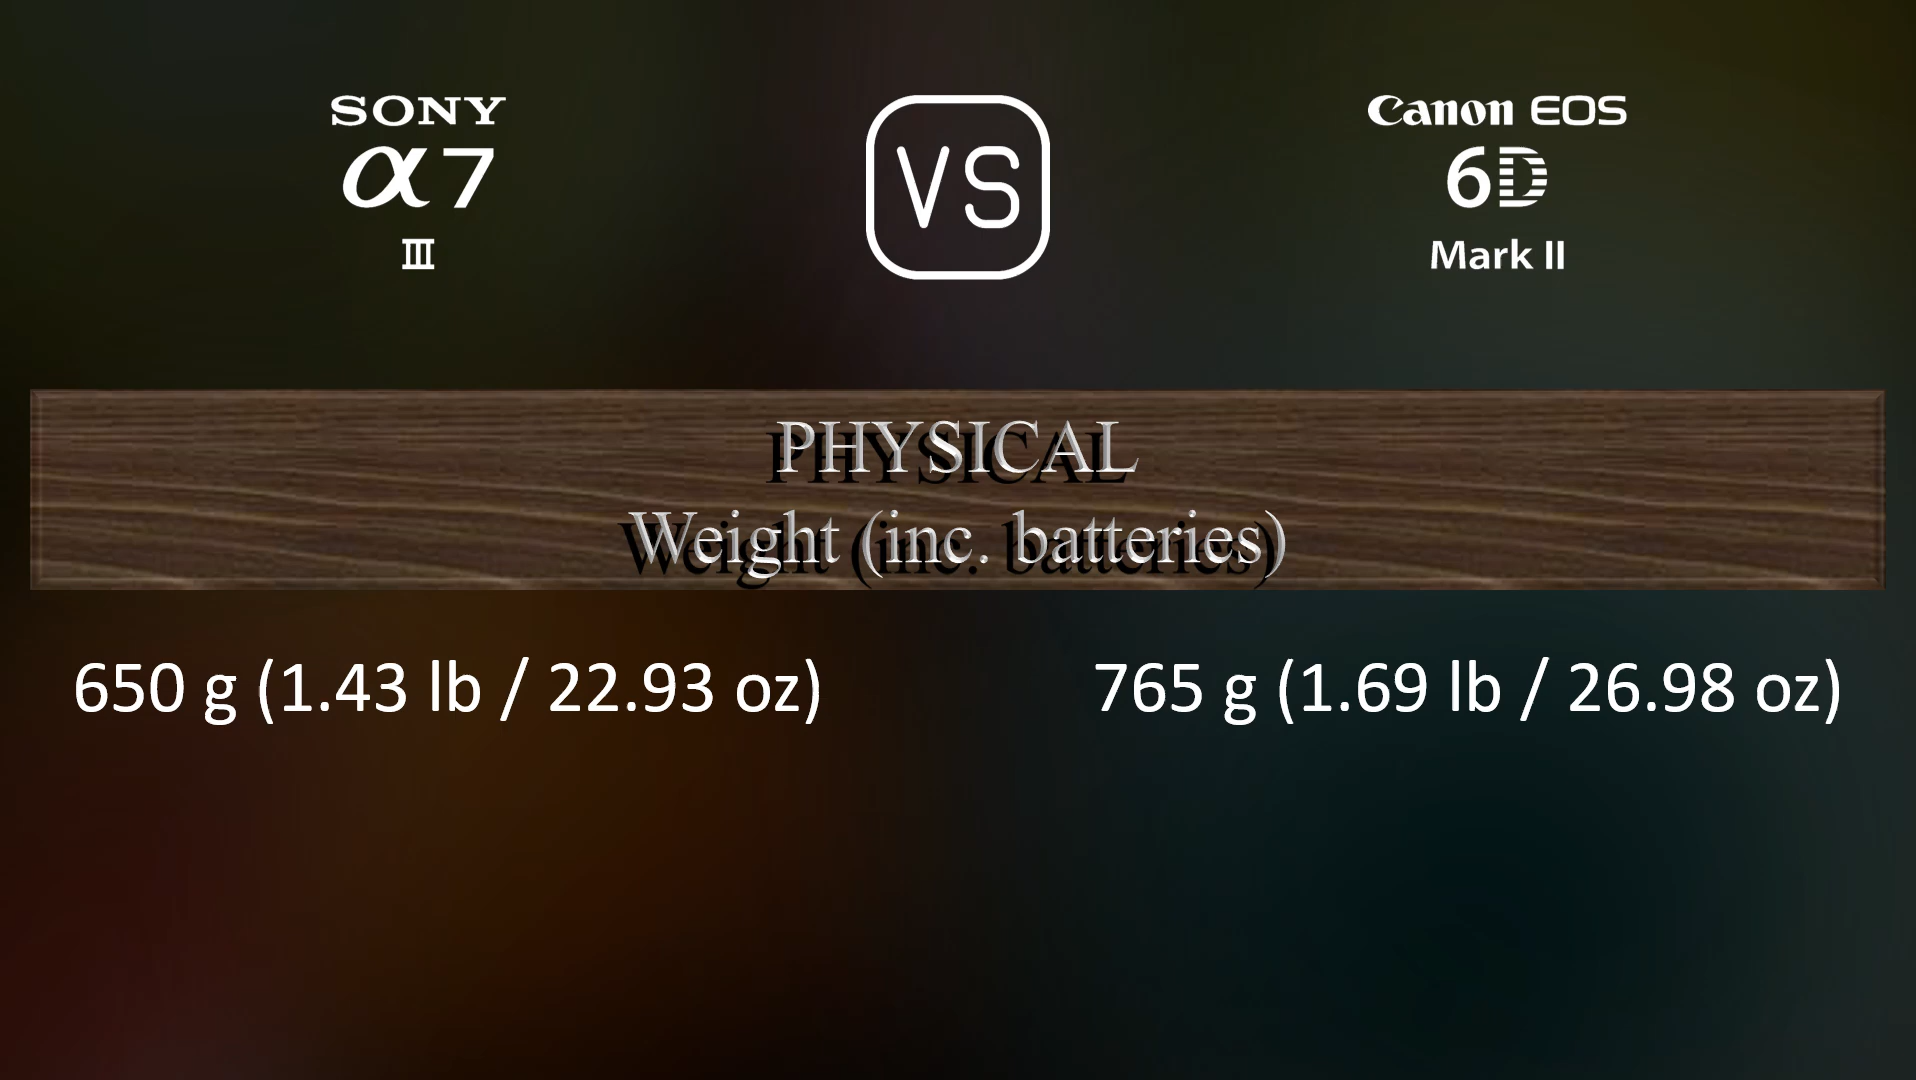 SONY
α7
III
VS
Canon EOS
6D
Mark II
PHYSICAL
Weight (inc. batteries)
650 g (1.43 lb / 22.93 oz)
765 g (1.69 lb / 26.98 oz)